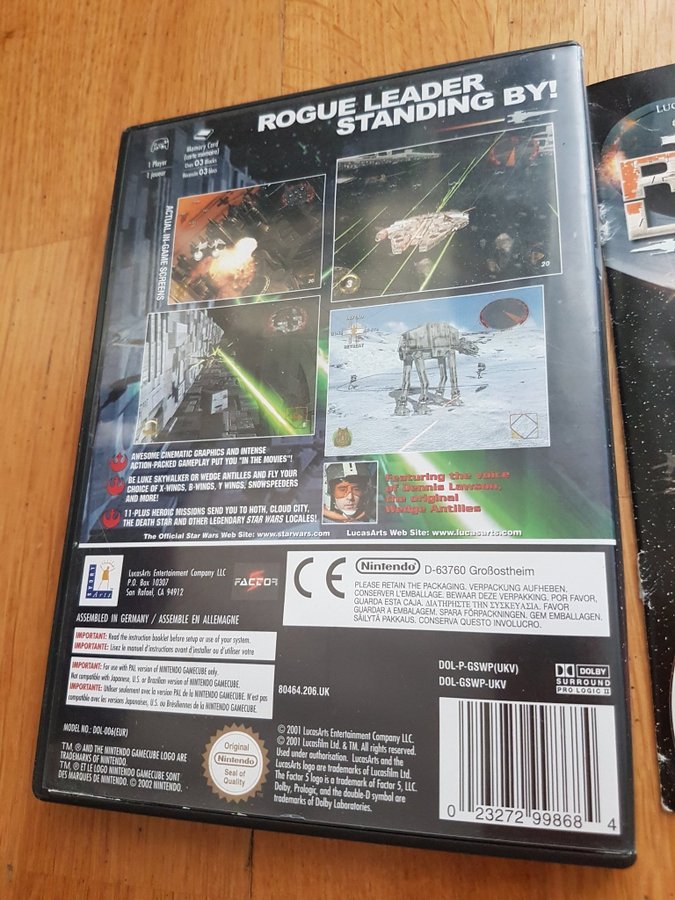 ROGUE LEADER
STANDING BY!
1 Player
1 joueur
Memory Card
(carte mémoire)
Uses 03 Blocks
Requiert 03 blocs
ACTUAL IN-GAME SCREENS
20
3
20
RETREAT
AWESOME CINEMATIC GRAPHICS AND INTENSE
ACTION-PACKED GAMEPLAY PUT YOU "IN THE MOVIES"!
BE LUKE SKYWALKER OR WEDGE ANTILLES AND FLY YOUR
CHOICE OF X-WINGS, B-WINGS, Y WINGS, SNOWSPEEDERS
AND MORE!
11-PLUS HEROIC MISSIONS SEND YOU TO HOTH, CLOUD CITY,
THE DEATH STAR AND OTHER LEGENDARY STAR WARS LOCALES!
Featuring the voice
of Dennis Lawson,
the original
Wedge Antilles
The Official Star Wars Web Site: www.starwars.com
LucasArts Web Site: www.lucasarts.com
LUCAS
Arts
LucasArts Entertainment Company LLC
P.O. Box 10307
San Rafael, CA 94912
FACTOR
ASSEMBLED IN GERMANY / ASSEMBLE EN ALLEMAGNE
CE
Nintendo
D-63760 Großostheim
PLEASE RETAIN THE PACKAGING. VERPACKUNG AUFHEBEN.
CONSERVER L'EMBALLAGE. BEWAAR DEZE VERPAKKING. POR FAVOR,
GUARDA ESTA CAJA. ΔΙΑΤΗΡΗΣΤΕ ΤΗΝ ΣΥΣΚΕΥΑΣΙΑ. FAVOR
GUARDAR A EMBALAGEM. SPARA FÖRPACKNINGEN. GEM EMBALLAGEN.
SÄILYTÄ PAKKAUS. CONSERVA QUESTO INVOLUCRO.
IMPORTANT: Read the instruction booklet before setup or use of your system.
IMPORTANTE: Lisez le manuel d'instructions avant d'installer ou d'utiliser votre
IMPORTANT: For use with PAL version of NINTENDO GAMECUBE only.
Not compatible with Japanese, U.S. or Brazilian version of NINTENDO GAMECUBE.
IMPORTANTE: Utiliser seulement avec la version PAL de la NINTENDO GAMECUBE. N'est pas
compatible avec les versions Japonaises, U.S. ou Brésiliennes de la NINTENDO GAMECUBE.
80464.206.UK
DOL-P-GSWP(UKV)
DOL-GSWP-UKV
DOLBY
SURROUND
PRO LOGIC II
MODEL NO.: DOL-006(EUR)
TM, ® AND THE NINTENDO GAMECUBE LOGO ARE
TRADEMARKS OF NINTENDO.
TM, ® ET LE LOGO NINTENDO GAMECUBE SONT
DES MARQUES DE NINTENDO. © 2002 NINTENDO.
Original
Nintendo
Seal of
Quality
© 2001 LucasArts Entertainment Company LLC.
© 2001 Lucasfilm Ltd. & TM. All rights reserved.
Used under authorisation. LucasArts and the
LucasArts logo are trademarks of Lucasfilm Ltd.
The Factor 5 logo is a trademark of Factor 5, LLC.
Dolby, Prologic, and the double-D symbol are
trademarks of Dolby Laboratories.
0 23272 99868 4
LUC